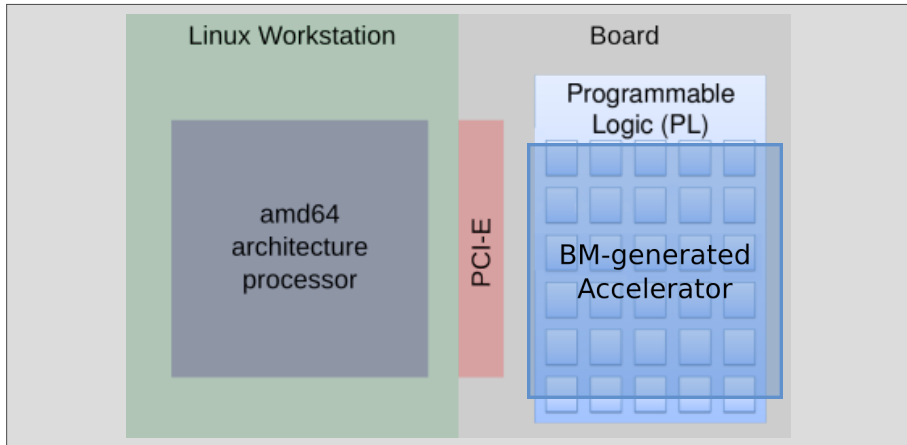 Linux Workstation
Board
amd64
architecture
processor
PCI-E
Programmable
Logic (PL)
BM-generated
Accelerator